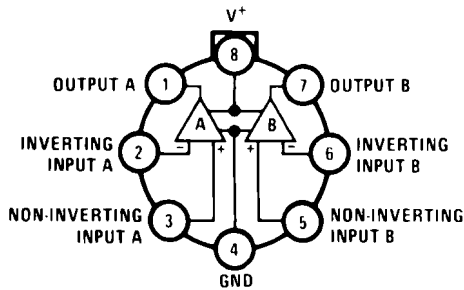 V+
8
OUTPUT A
1
7
OUTPUT B
A
B
INVERTING
INPUT A
2
−
+
+
−
6
INVERTING
INPUT B
NON-INVERTING
INPUT A
3
5
NON-INVERTING
INPUT B
4
GND